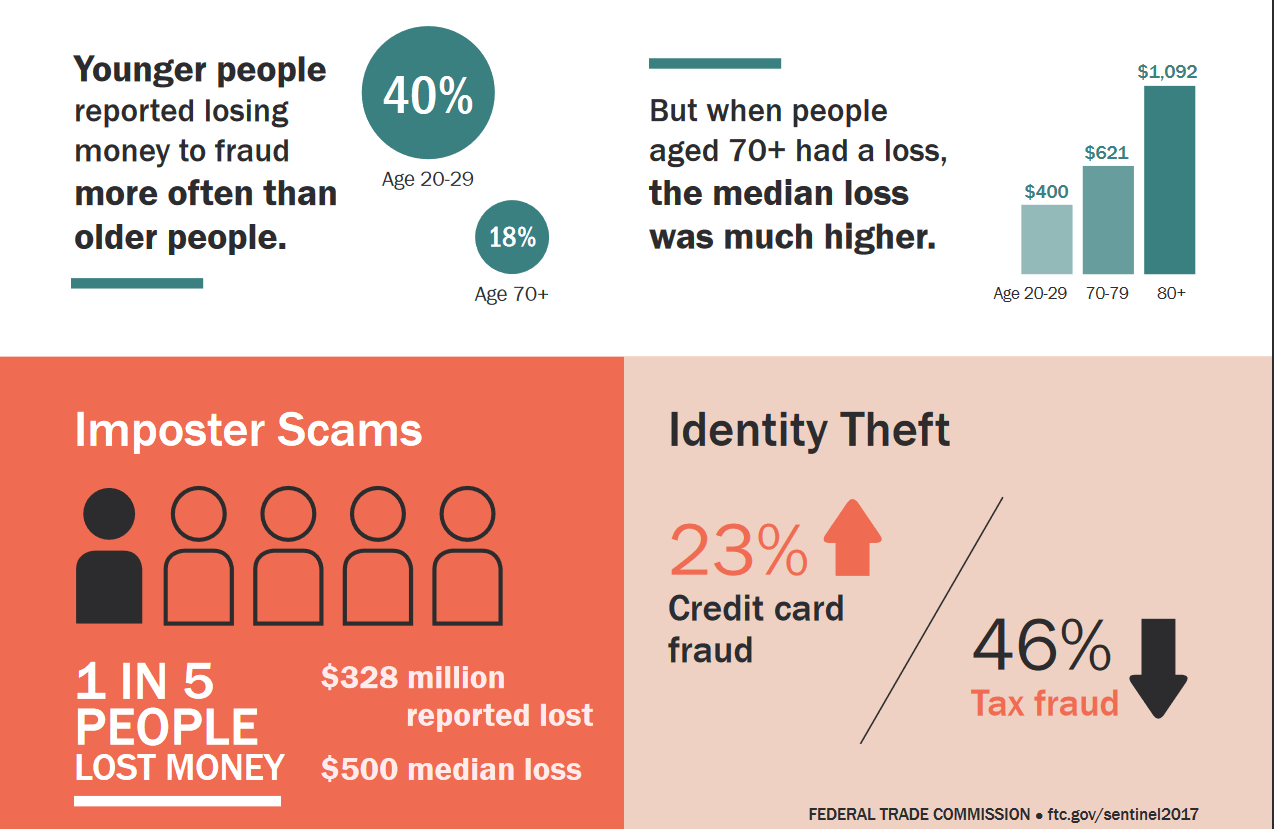 Younger people
reported losing
money to fraud
more often than
older people.
40%
Age 20-29
18%
Age 70+
But when people
aged 70+ had a loss,
the median loss
was much higher.
$400
$621
$1,092
Age 20-29
70-79
80+
Imposter Scams
1 IN 5
PEOPLE
LOST MONEY
$328 million
reported lost
$500 median loss
Identity Theft
23%
Credit card
fraud
46%
Tax fraud
FEDERAL TRADE COMMISSION ● ftc.gov/sentinel2017